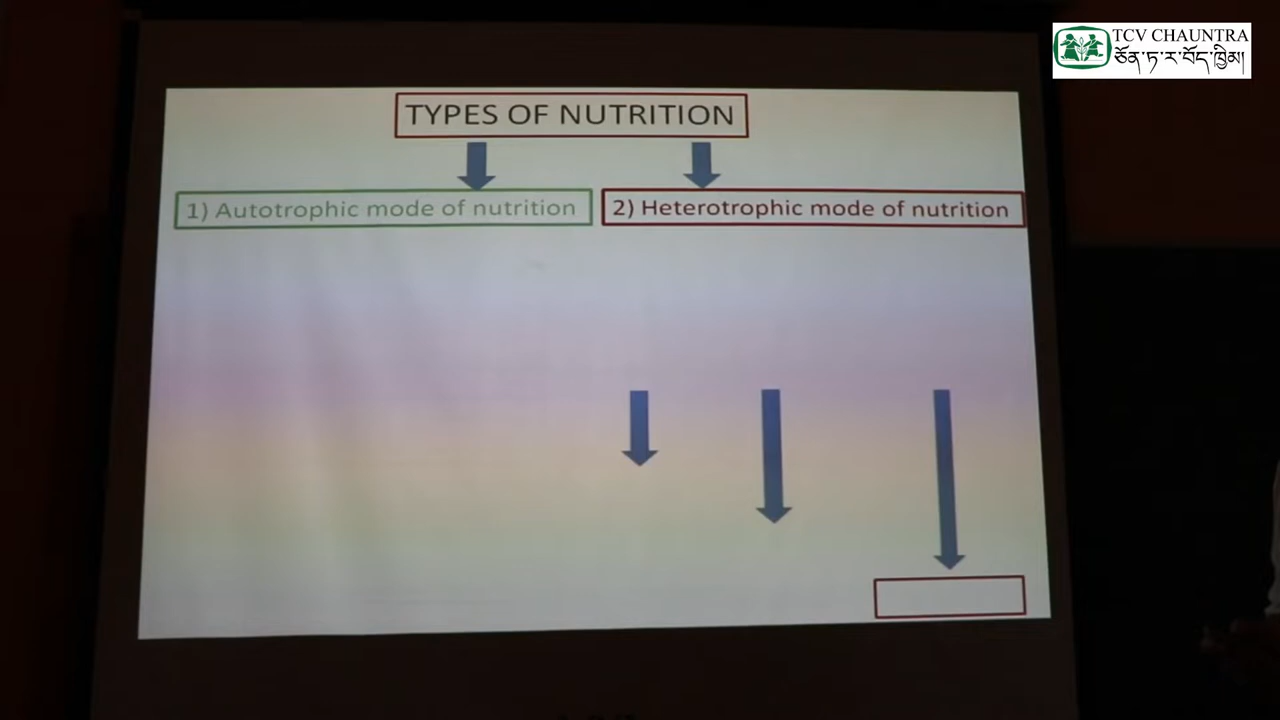 TCV CHAUNTRA
ཅོན་ཏ་ར་བོད་ཁྱིམ།
TYPES OF NUTRITION
1) Autotrophic mode of nutrition
2) Heterotrophic mode of nutrition